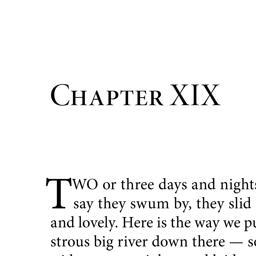 CHAPTER XIX
TWO or three days and nights
say they swum by, they slid
and lovely. Here is the way we pu
strous big river down there — s